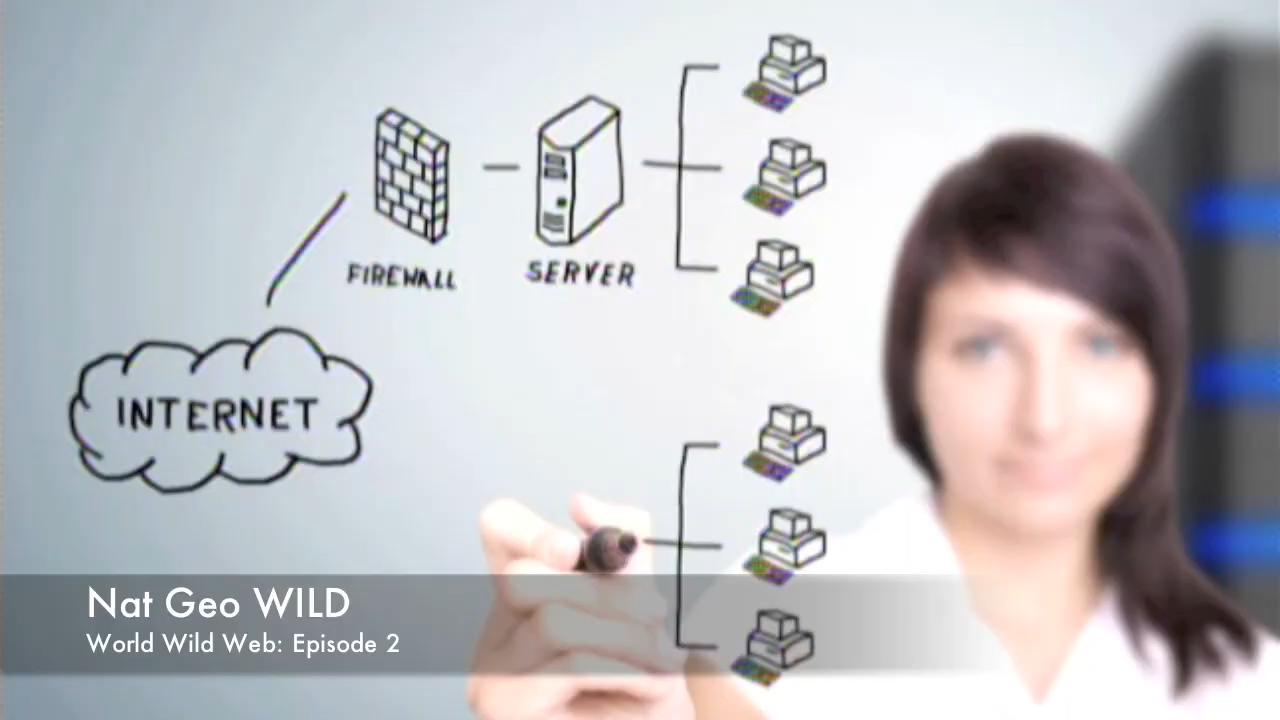 FIREWALL
SERVER
INTERNET
Nat Geo WILD
World Wild Web: Episode 2